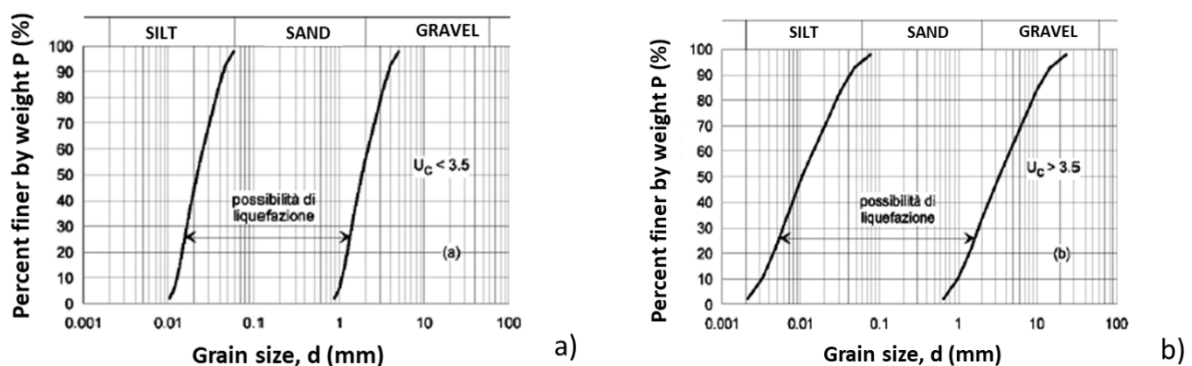 SILT SAND GRAVEL
Percent finer by weight P (%)
100
90
80
70
60
50
40
30
20
10
0
U_C < 3.5
possibilità di
liquefazione
(a)
0.001 0.01 0.1 1 10 100
Grain size, d (mm)
a)
SILT SAND GRAVEL
Percent finer by weight P (%)
100
90
80
70
60
50
40
30
20
10
0
U_C > 3.5
possibilità di
liquefazione
(b)
0.001 0.01 0.1 1 10 100
Grain size, d (mm)
b)